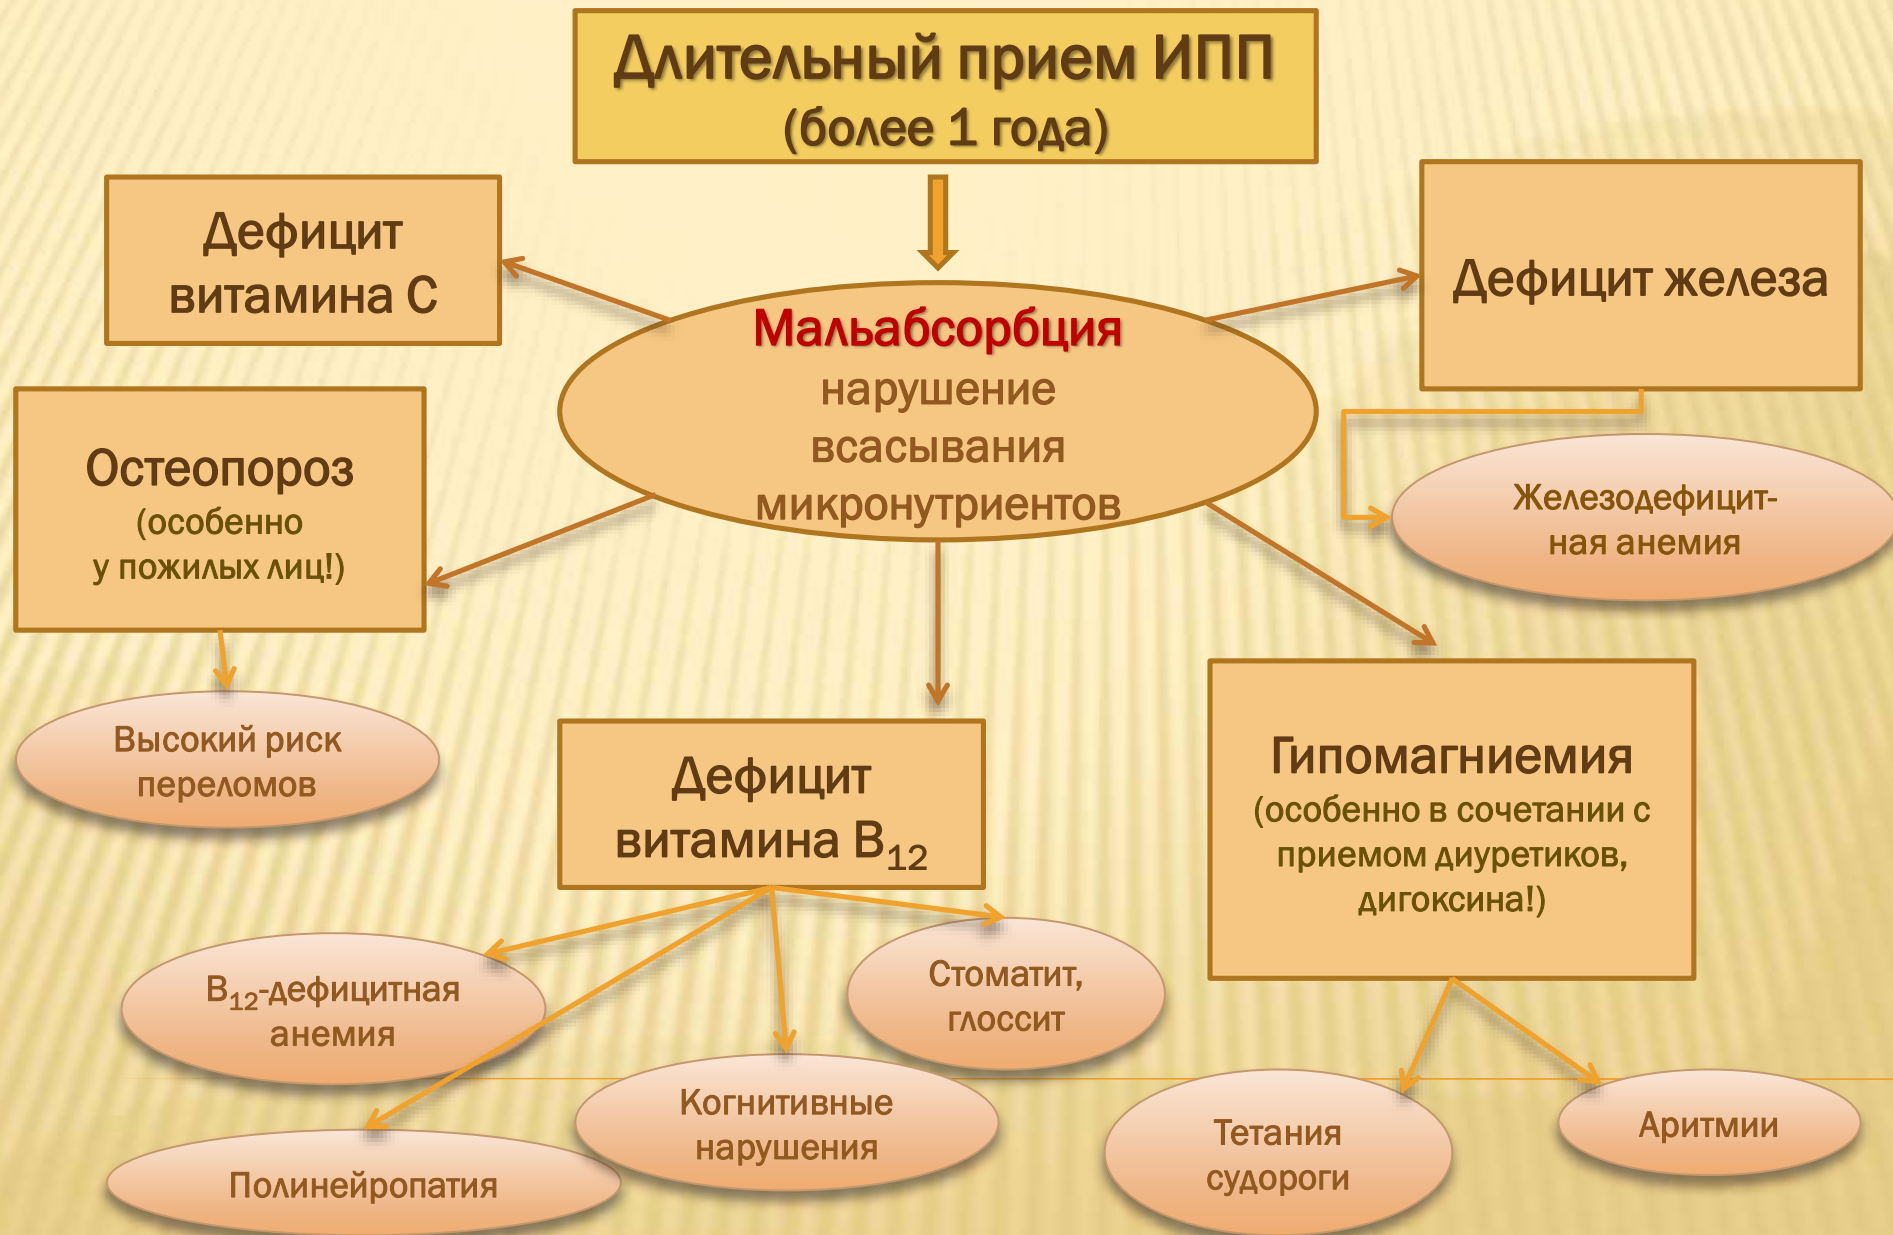 Длительный прием ИПП
(более 1 года)
Дефицит
витамина С
Дефицит железа
Мальабсорбция
нарушение
всасывания
микронутриентов
Остеопороз
(особенно
у пожилых лиц!)
Железодефицит-
ная анемия
Высокий риск
переломов
Дефицит
витамина В₁₂
Гипомагниемия
(особенно в сочетании с
приемом диуретиков,
дигоксина!)
В₁₂-дефицитная
анемия
Стоматит,
глоссит
Полинейропатия
Когнитивные
нарушения
Тетания
судороги
Аритмии